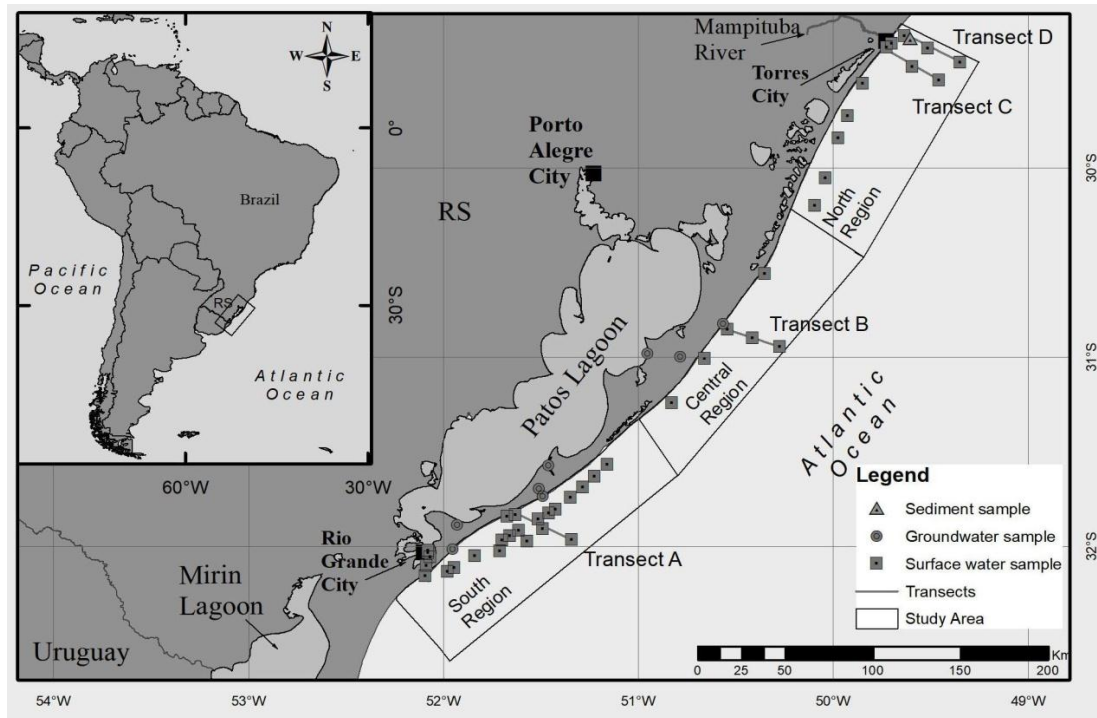 N
W E
S
Brazil
Pacific
Ocean
RS
Atlantic
Ocean
60°W
30°W
0°
30°S
Mampituba
River
Torres
City
Transect D
Transect C
Porto
Alegre
City
RS
North
Region
Patos Lagoon
Transect B
Central
Region
Atlantic
Ocean
Rio
Grande
City
Transect A
South
Region
Mirin
Lagoon
Uruguay
Legend
Sediment sample
Groundwater sample
Surface water sample
Transects
Study Area
0 25 50 100 150 200
Km
30°S
31°S
32°S
54°W 53°W 52°W 51°W 50°W 49°W